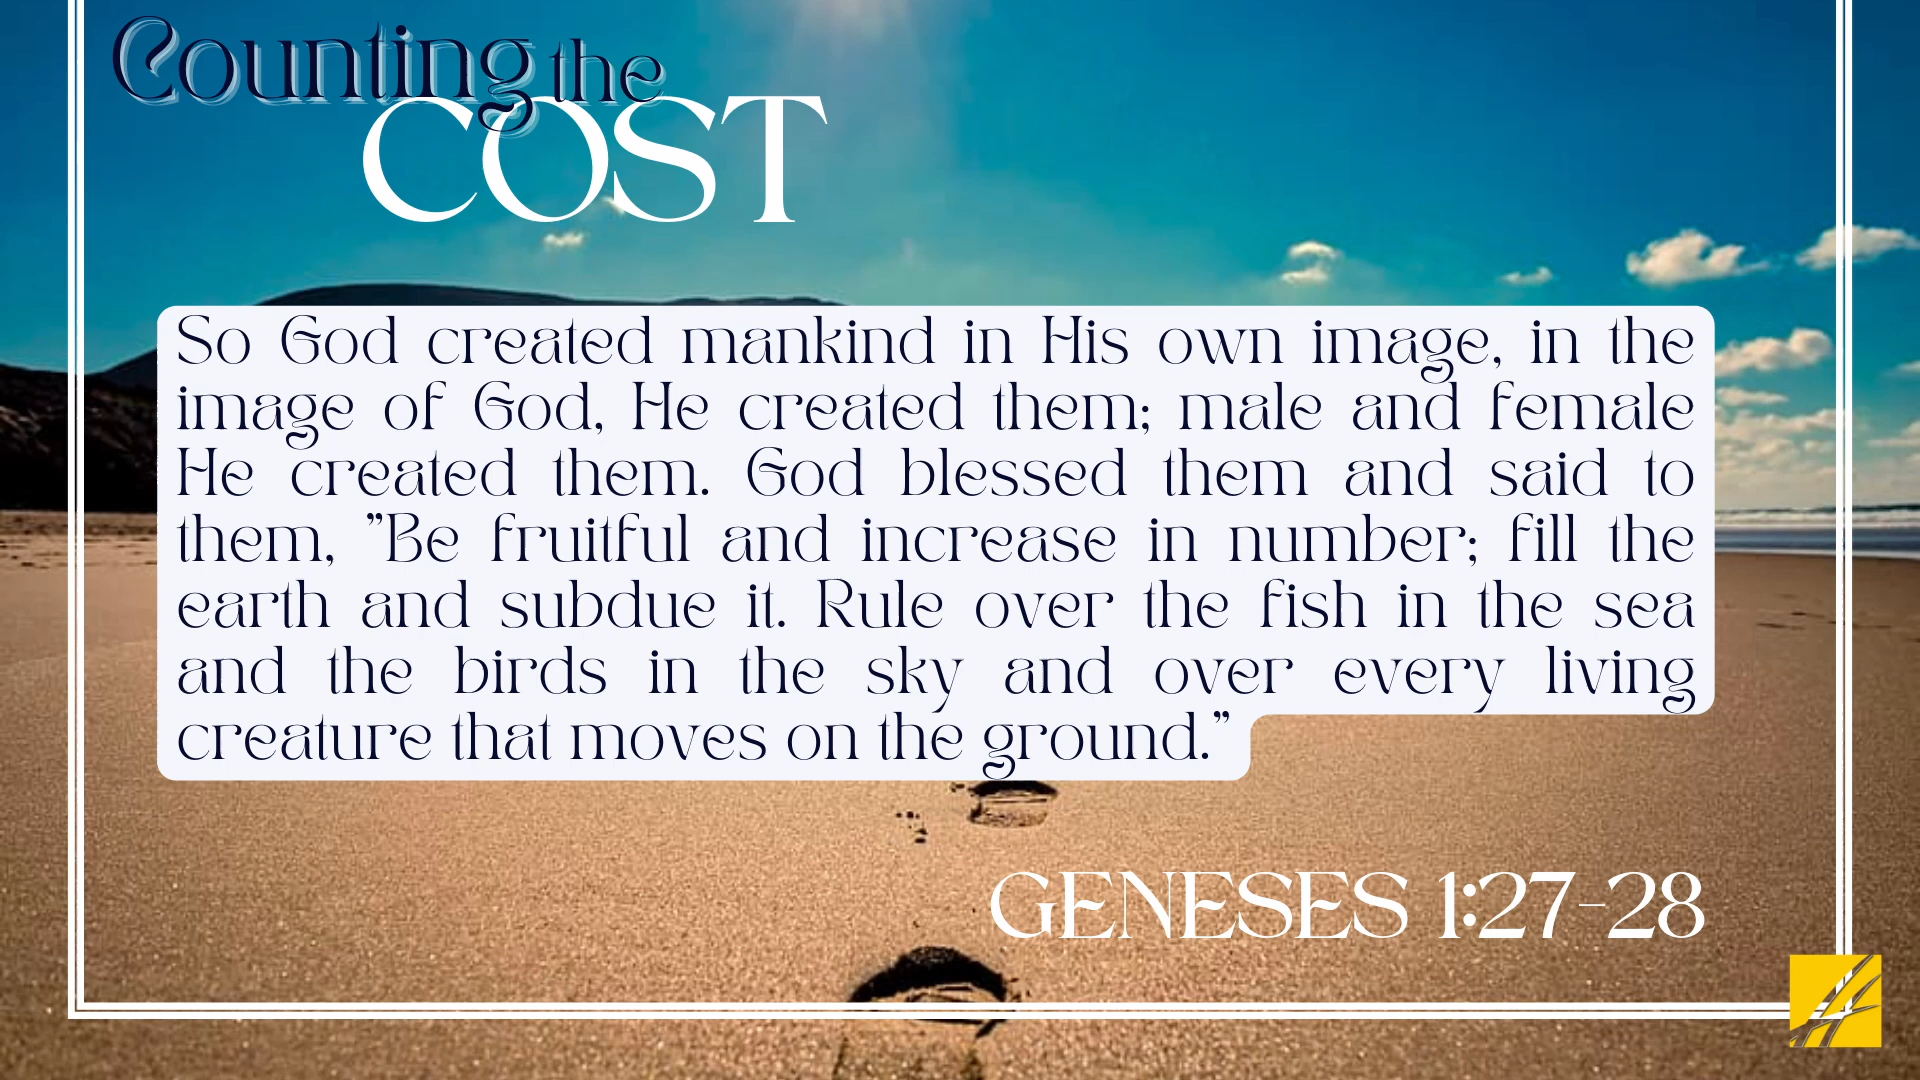 Counting the
COST
So God created mankind in His own image, in the
image of God, He created them; male and female
He created them. God blessed them and said to
them, ”Be fruitful and increase in number; fill the
earth and subdue it. Rule over the fish in the sea
and the birds in the sky and over every living
creature that moves on the ground.”
GENESES 1:27-28